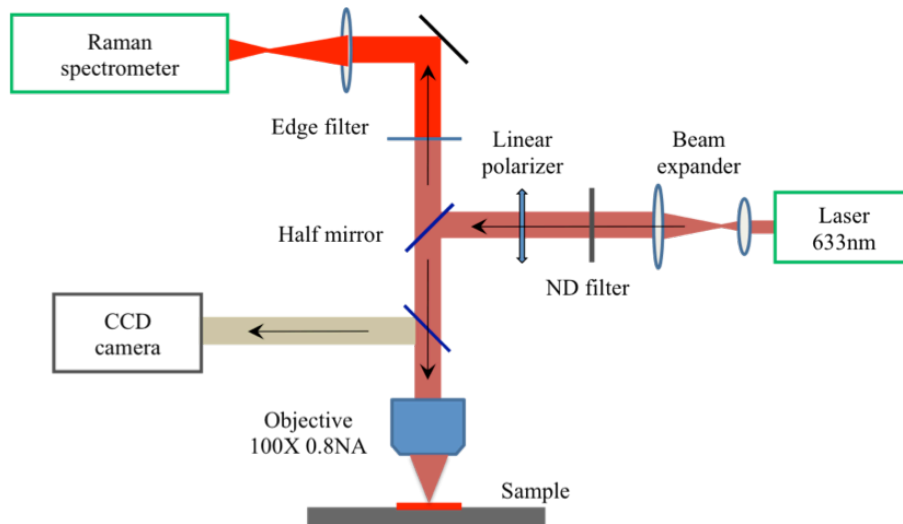 Raman
spectrometer
Edge filter
Linear
polarizer
Beam
expander
Laser
633nm
Half mirror
ND filter
CCD
camera
Objective
100X 0.8NA
Sample